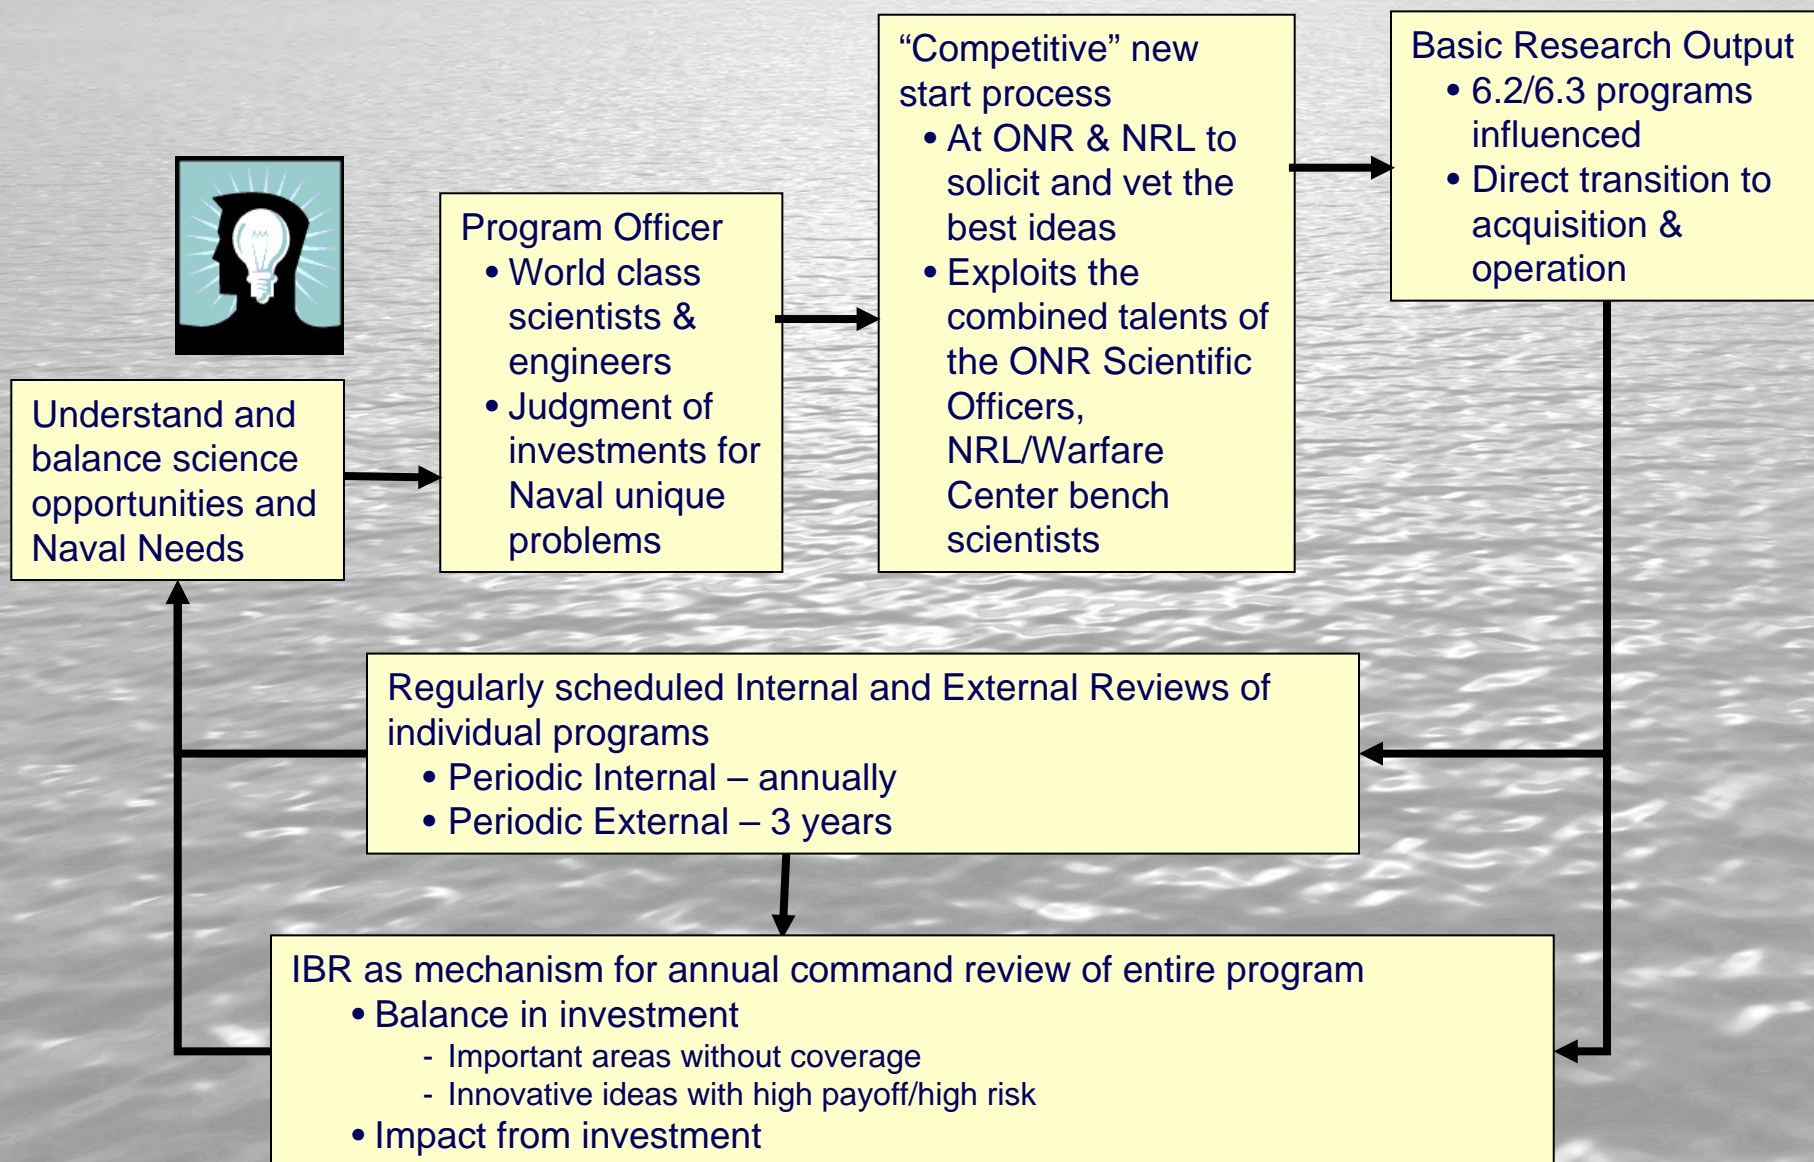 Understand and
balance science
opportunities and
Naval Needs
Program Officer
• World class
scientists &
engineers
• Judgment of
investments for
Naval unique
problems
“Competitive” new
start process
• At ONR & NRL to
solicit and vet the
best ideas
• Exploits the
combined talents of
the ONR Scientific
Officers,
NRL/Warfare
Center bench
scientists
Basic Research Output
• 6.2/6.3 programs
influenced
• Direct transition to
acquisition &
operation
Regularly scheduled Internal and External Reviews of
individual programs
• Periodic Internal – annually
• Periodic External – 3 years
IBR as mechanism for annual command review of entire program
• Balance in investment
- Important areas without coverage
- Innovative ideas with high payoff/high risk
• Impact from investment